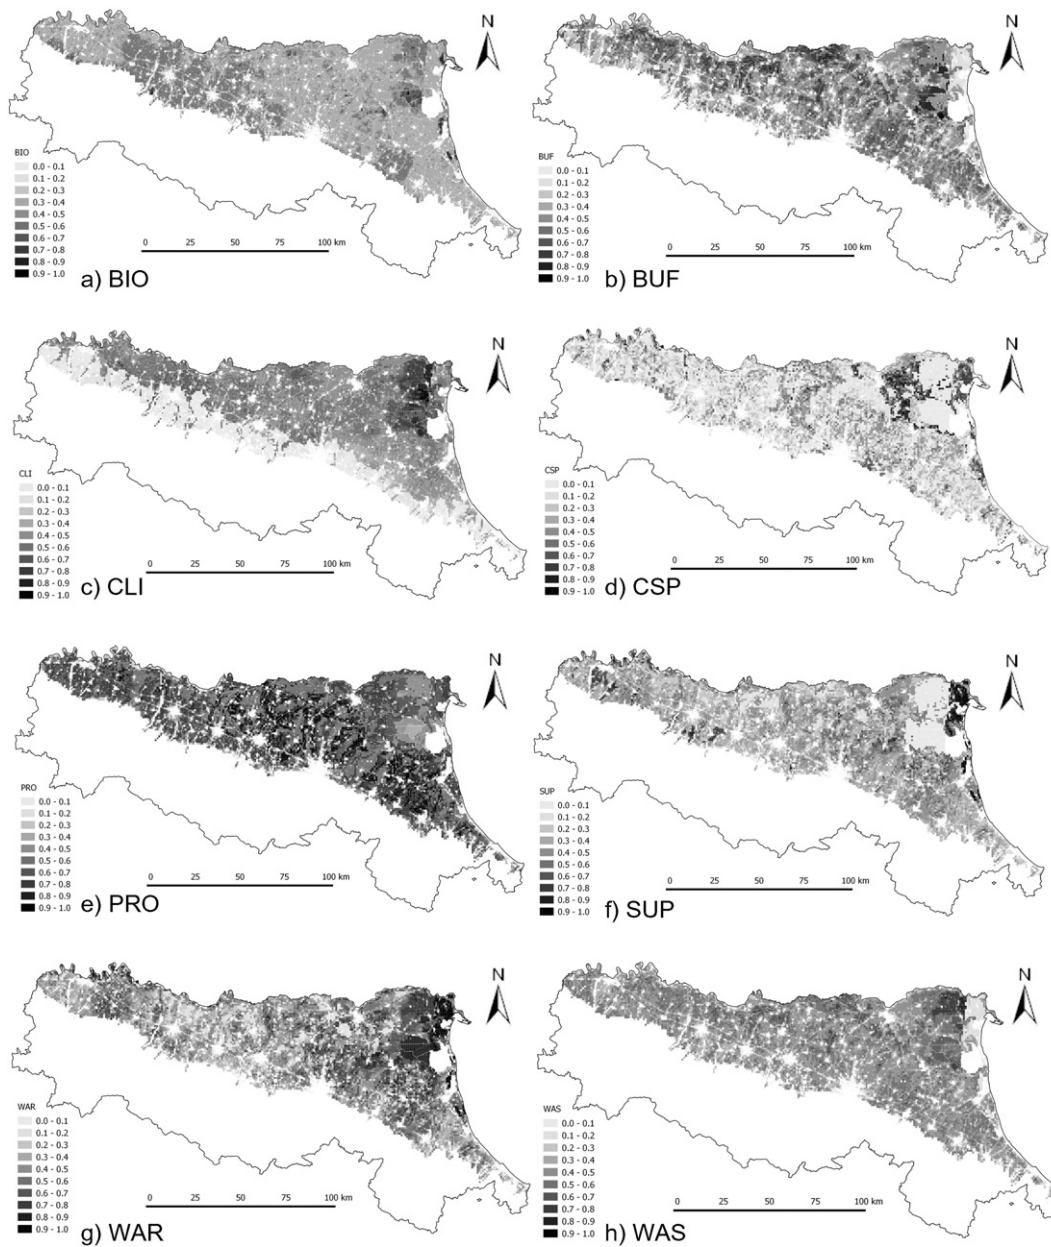 N
BIO
0.0 - 0.1
0.1 - 0.2
0.2 - 0.3
0.3 - 0.4
0.4 - 0.5
0.5 - 0.6
0.6 - 0.7
0.7 - 0.8
0.8 - 0.9
0.9 - 1.0
0 25 50 75 100 km
a) BIO
N
BUF
0.0 - 0.1
0.1 - 0.2
0.2 - 0.3
0.3 - 0.4
0.4 - 0.5
0.5 - 0.6
0.6 - 0.7
0.7 - 0.8
0.8 - 0.9
0.9 - 1.0
0 25 50 75 100 km
b) BUF
N
CLI
0.0 - 0.1
0.1 - 0.2
0.2 - 0.3
0.3 - 0.4
0.4 - 0.5
0.5 - 0.6
0.6 - 0.7
0.7 - 0.8
0.8 - 0.9
0.9 - 1.0
0 25 50 75 100 km
c) CLI
N
CSP
0.0 - 0.1
0.1 - 0.2
0.2 - 0.3
0.3 - 0.4
0.4 - 0.5
0.5 - 0.6
0.6 - 0.7
0.7 - 0.8
0.8 - 0.9
0.9 - 1.0
0 25 50 75 100 km
d) CSP
N
PRO
0.0 - 0.1
0.1 - 0.2
0.2 - 0.3
0.3 - 0.4
0.4 - 0.5
0.5 - 0.6
0.6 - 0.7
0.7 - 0.8
0.8 - 0.9
0.9 - 1.0
0 25 50 75 100 km
e) PRO
N
SUP
0.0 - 0.1
0.1 - 0.2
0.2 - 0.3
0.3 - 0.4
0.4 - 0.5
0.5 - 0.6
0.6 - 0.7
0.7 - 0.8
0.8 - 0.9
0.9 - 1.0
0 25 50 75 100 km
f) SUP
N
WAR
0.0 - 0.1
0.1 - 0.2
0.2 - 0.3
0.3 - 0.4
0.4 - 0.5
0.5 - 0.6
0.6 - 0.7
0.7 - 0.8
0.8 - 0.9
0.9 - 1.0
0 25 50 75 100 km
g) WAR
N
WAS
0.0 - 0.1
0.1 - 0.2
0.2 - 0.3
0.3 - 0.4
0.4 - 0.5
0.5 - 0.6
0.6 - 0.7
0.7 - 0.8
0.8 - 0.9
0.9 - 1.0
0 25 50 75 100 km
h) WAS